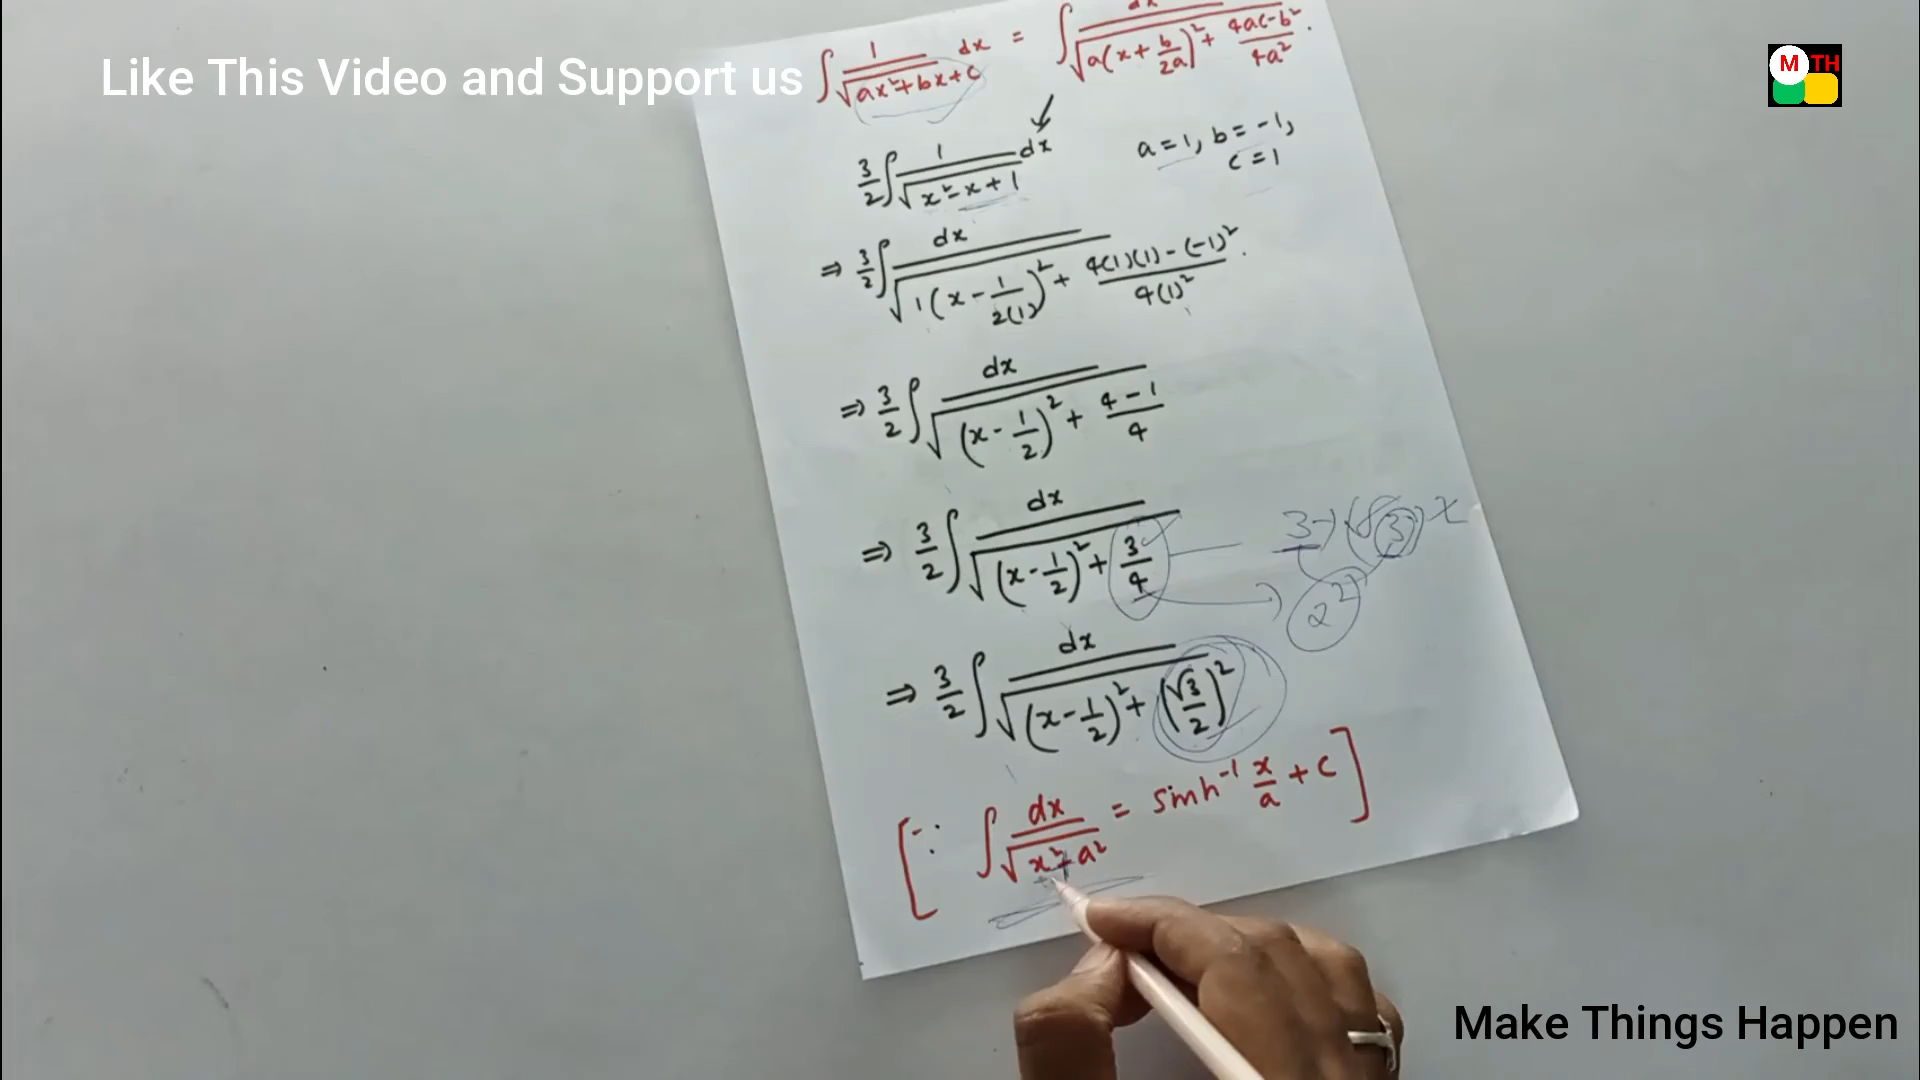 Like This Video and Support us
M TH
∫ 1/√(ax²+bx+c) dx = ∫ dx/√(a(x + b/2a)² + (4ac-b²)/4a²).
3/2 ∫ 1/√(x²-x+1) dx
a=1, b=-1,
c=1
⇒ 3/2 ∫ dx/√(1(x - 1/2(1))² + (4(1)(1) - (-1)²)/4(1)²).
⇒ 3/2 ∫ dx/√((x - 1/2)² + (4-1)/4)
⇒ 3/2 ∫ dx/√((x - 1/2)² + 3/4)
2²
⇒ 3/2 ∫ dx/√((x - 1/2)² + (√3/2)²)
[∵ ∫ dx/√(x²+a²) = sinh⁻¹ x/a + c]
Make Things Happen